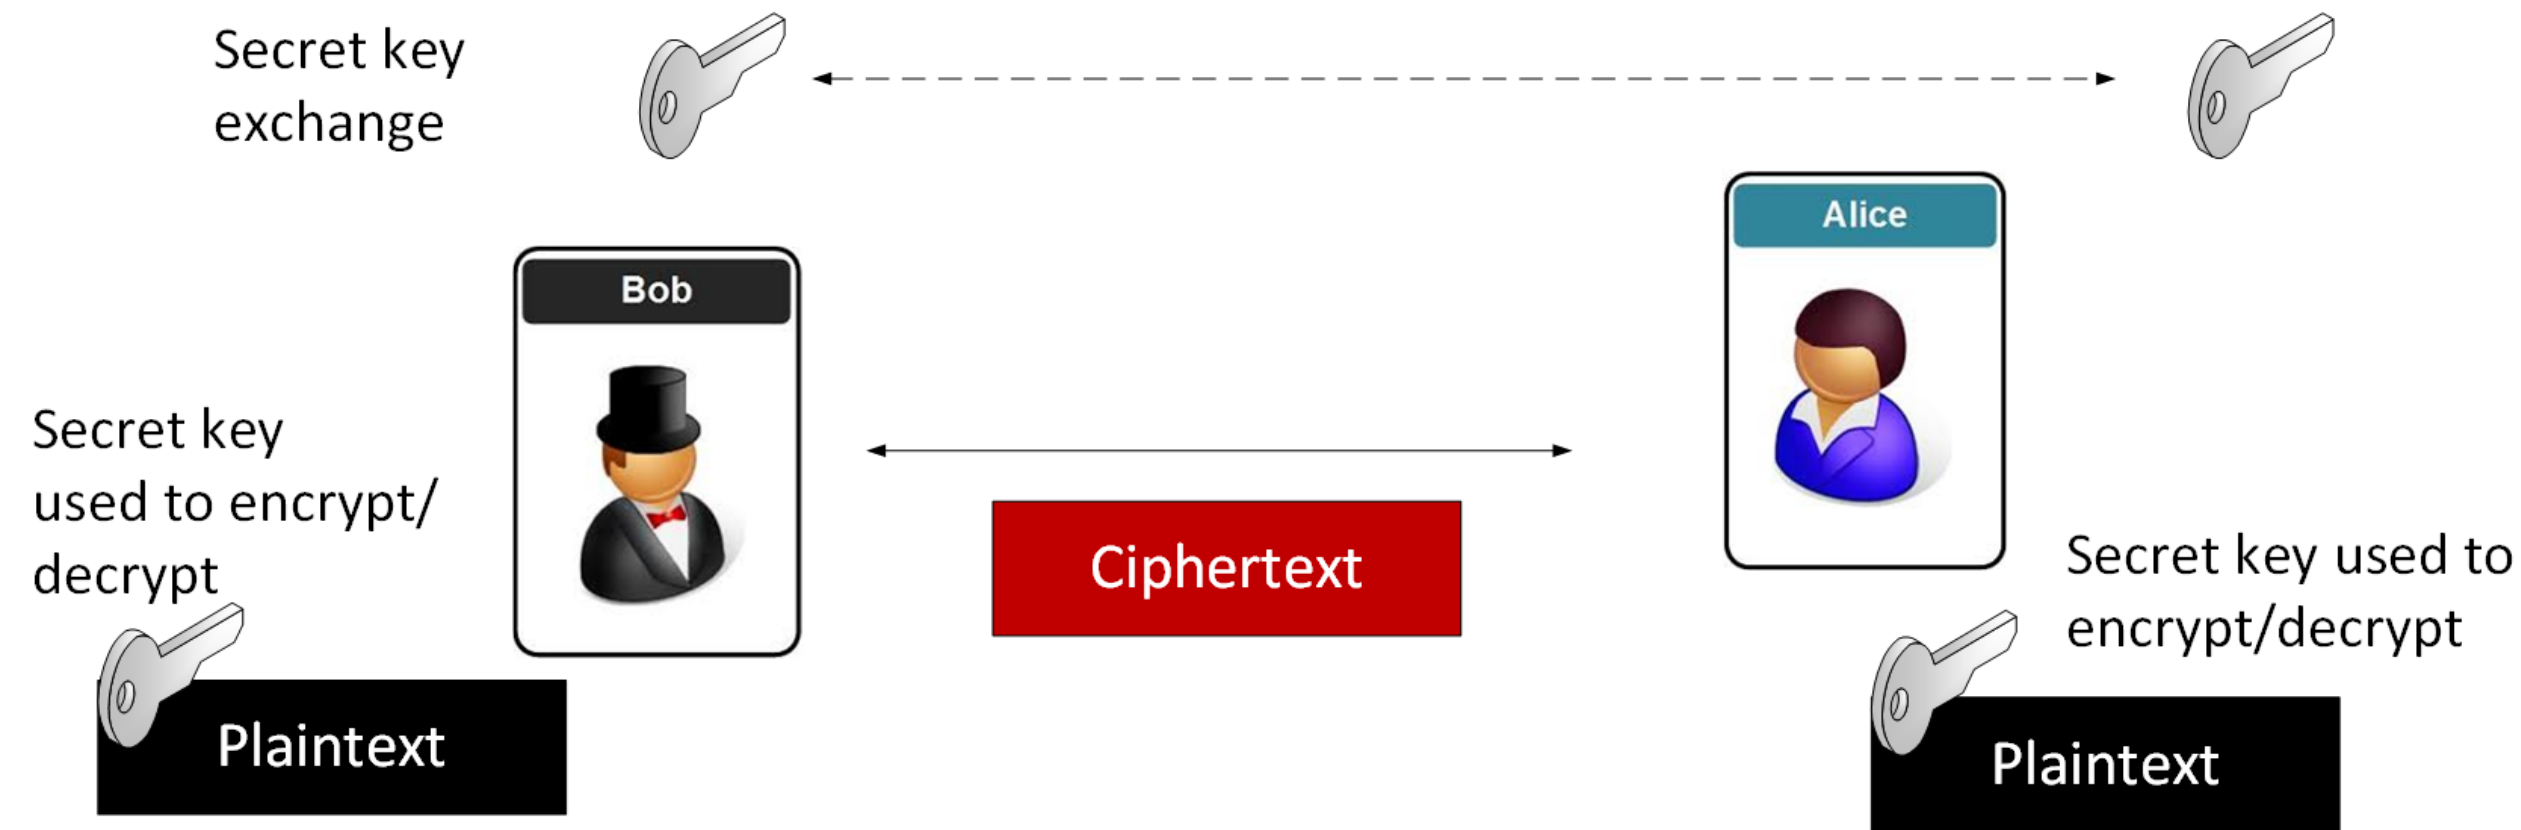 Secret key
exchange
Alice
Bob
Secret key
used to encrypt/
decrypt
Ciphertext
Secret key used to
encrypt/decrypt
Plaintext
Plaintext